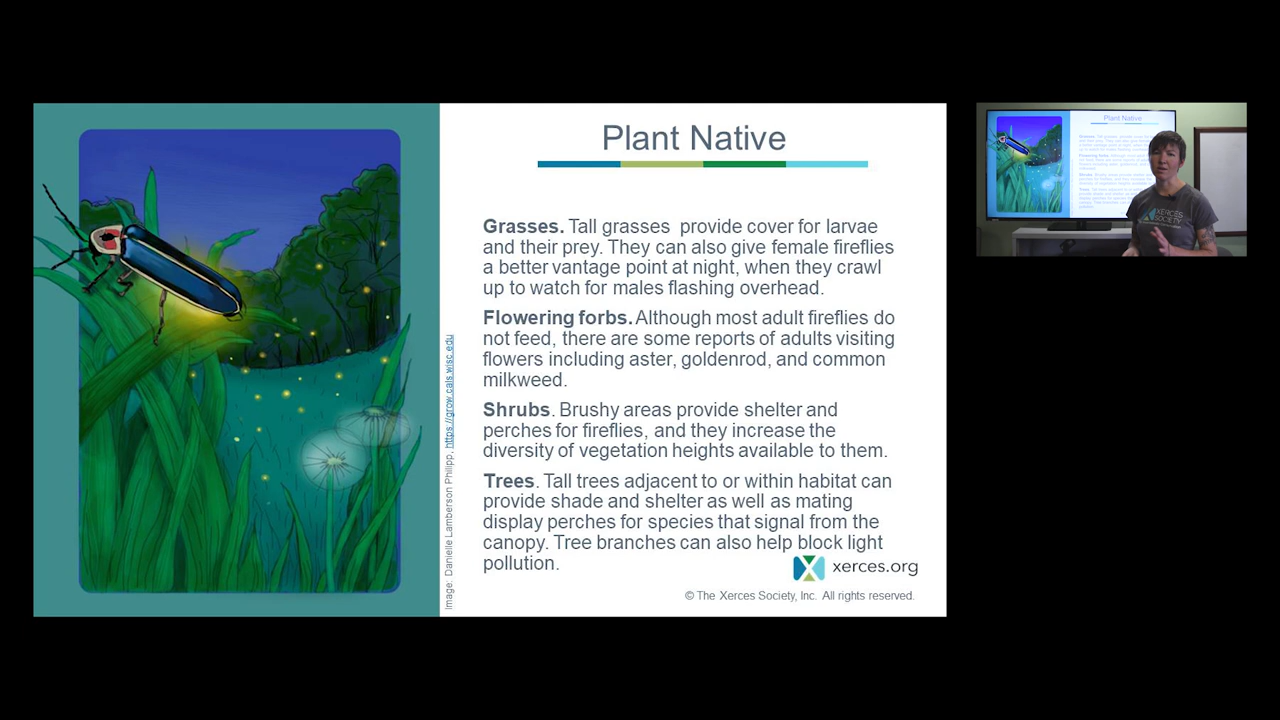 Plant Native
Grasses. Tall grasses provide cover for larvae
and their prey. They can also give female fireflies
a better vantage point at night, when they crawl
up to watch for males flashing overhead.
Flowering forbs. Although most adult fireflies do
not feed, there are some reports of adults visiting
flowers including aster, goldenrod, and common
milkweed.
Shrubs. Brushy areas provide shelter and
perches for fireflies, and they increase the
diversity of vegetation heights available to them.
Trees. Tall trees adjacent to or within habitat can
provide shade and shelter as well as mating
display perches for species that signal from the
canopy. Tree branches can also help block light
pollution.
xerces.org
© The Xerces Society, Inc. All rights reserved.
Image: Danielle Lamberson Philipp, https://grow.cals.wisc.edu
Plant Native
XERCES
SOCIETY